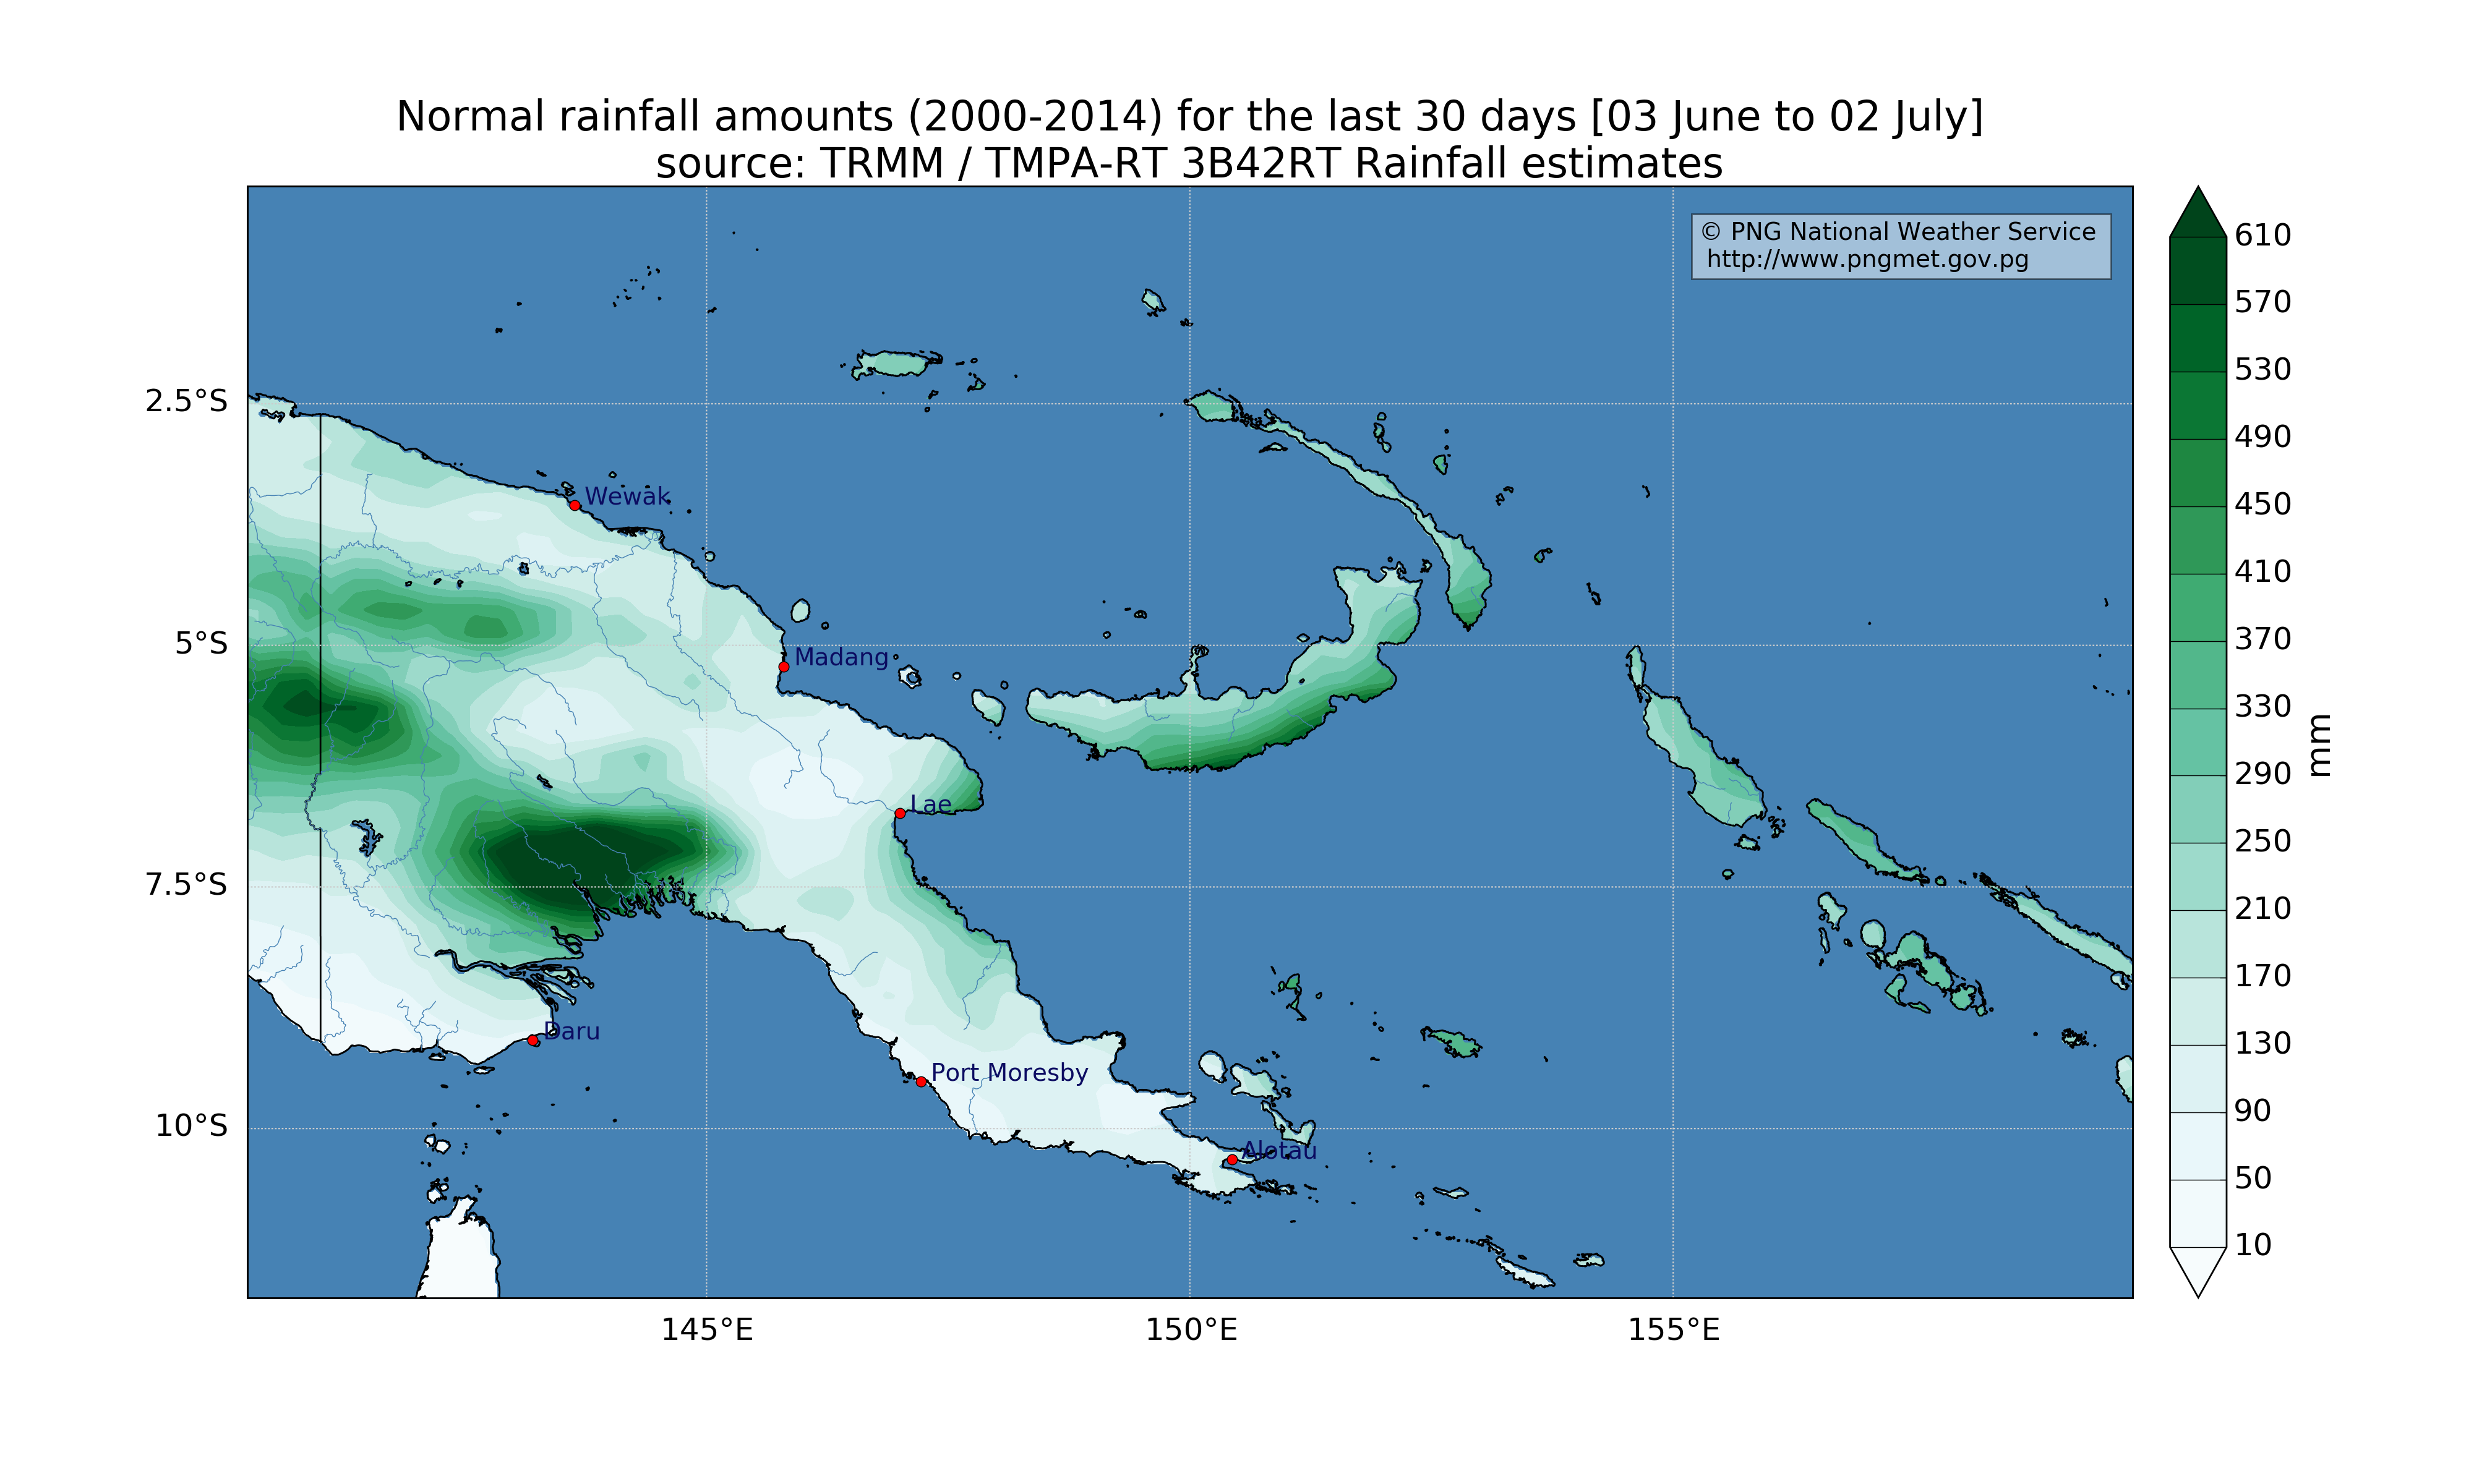 Normal rainfall amounts (2000-2014) for the last 30 days [03 June to 02 July]
source: TRMM / TMPA-RT 3B42RT Rainfall estimates
© PNG National Weather Service
http://www.pngmet.gov.pg
610
570
530
490
450
410
370
330
290
250
210
170
130
90
50
10
mm
2.5°S
5°S
7.5°S
10°S
Wewak
Madang
Lae
Daru
Port Moresby
Alotau
145°E
150°E
155°E